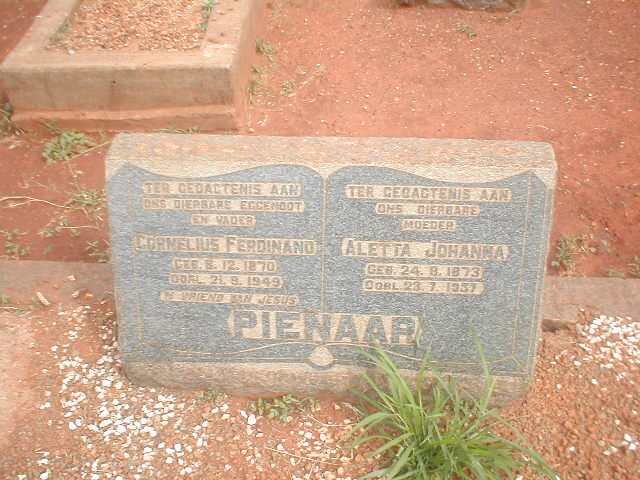 TER GEDAGTENIS AAN
ONS DIERBARE EGGENOOT
EN VADER
CORNELIUS FERDINAND
GEB. 8. 12. 1870
OORL. 21. 9. 1949
'N VRIEND VAN JESUS
TER GEDAGTENIS AAN
ONS DIERBARE
MOEDER
ALETTA JOHANNA
GEB. 24. 8. 1873
OORL. 23. 7. 1937
PIENAAR